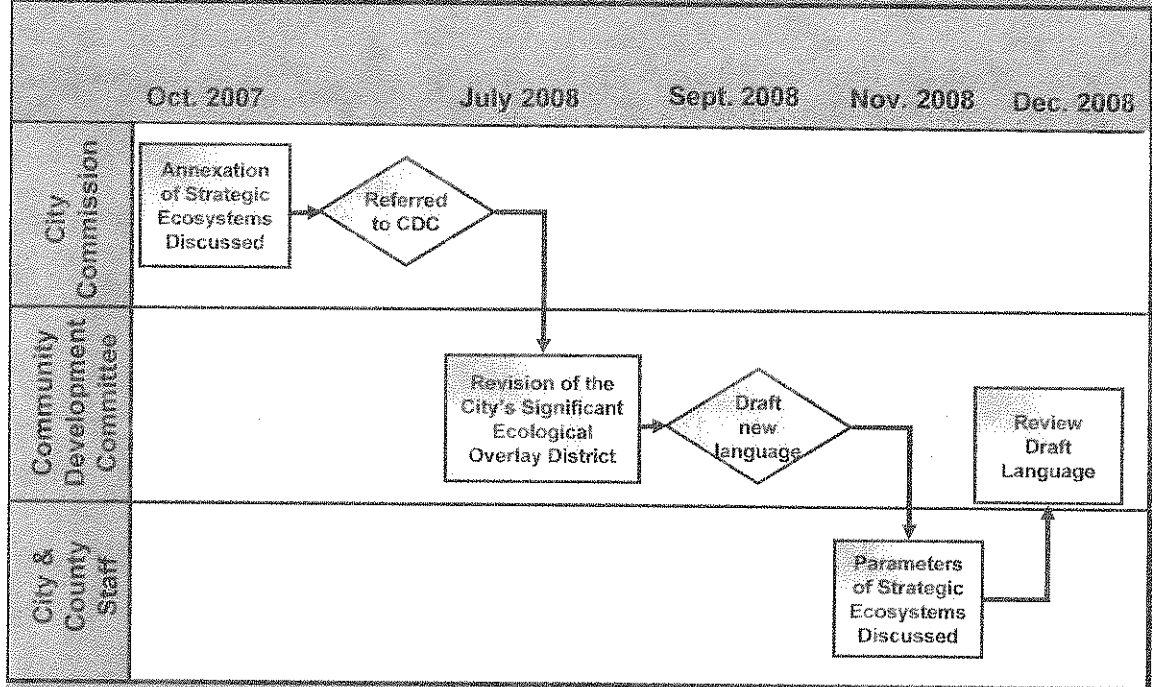 Oct. 2007 July 2008 Sept. 2008 Nov. 2008 Dec. 2008
City
Commission
Annexation
of Strategic
Ecosystems
Discussed
Referred
to CDC
Community
Development
Committee
Revision of the
City's Significant
Ecological
Overlay District
Draft
new
language
Review
Draft
Language
City &
County
Staff
Parameters
of Strategic
Ecosystems
Discussed